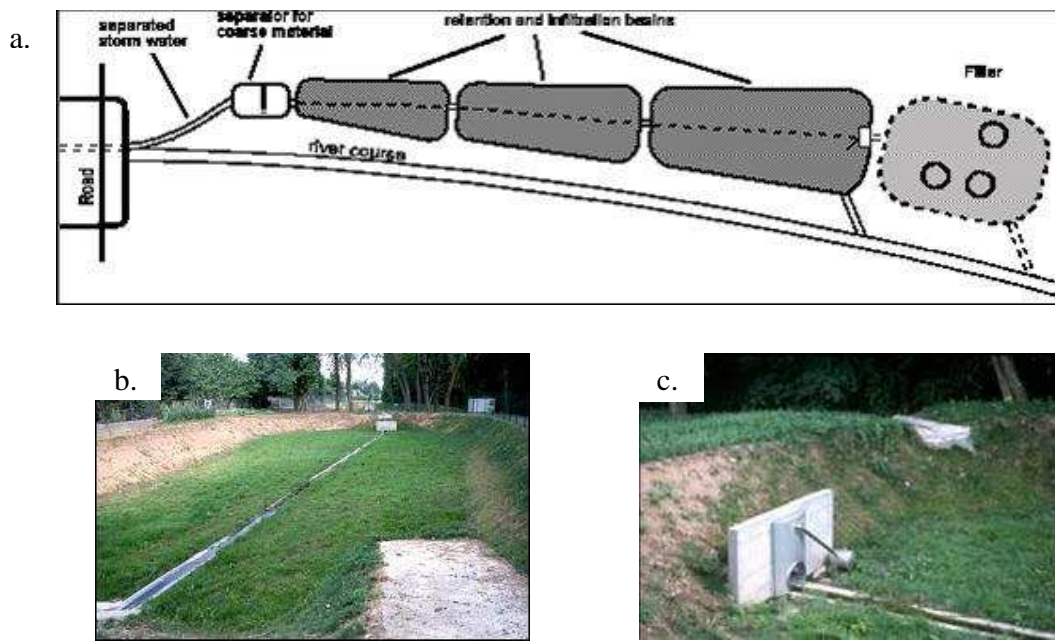 a.
separated
storm water
separator for
coarse material
retention and infiltration basins
Filter
river course
Road
b.
c.